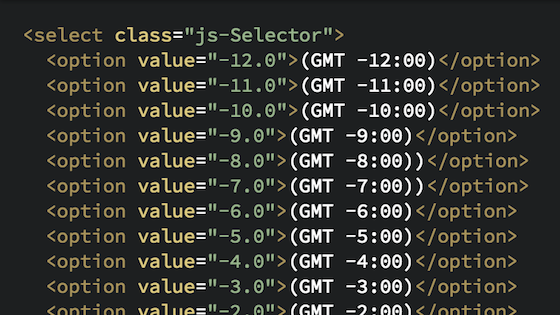 <select class="js-Selector">
<option value="-12.0">(GMT -12:00)</option>
<option value="-11.0">(GMT -11:00)</option>
<option value="-10.0">(GMT -10:00)</option>
<option value="-9.0">(GMT -9:00)</option>
<option value="-8.0">(GMT -8:00))</option>
<option value="-7.0">(GMT -7:00))</option>
<option value="-6.0">(GMT -6:00)</option>
<option value="-5.0">(GMT -5:00)</option>
<option value="-4.0">(GMT -4:00)</option>
<option value="-3.0">(GMT -3:00)</option>
<option value="-2.0">(GMT -2:00)</option>